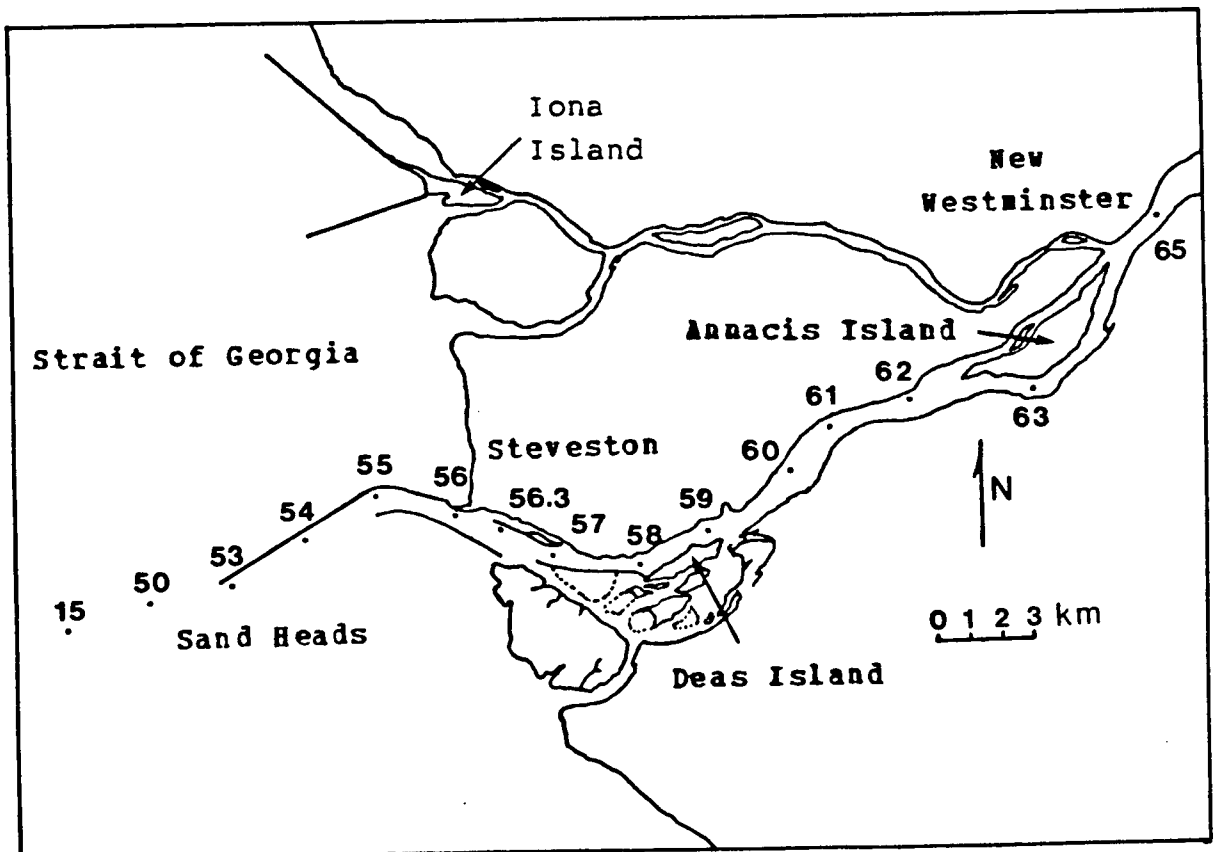 Iona
Island
New
Westminster
65
Annacis Island
Strait of Georgia
62
61
63
Steveston
60
N
55
56
56.3
59
54
57
58
53
50
15
0 1 2 3 km
Sand Heads
Deas Island